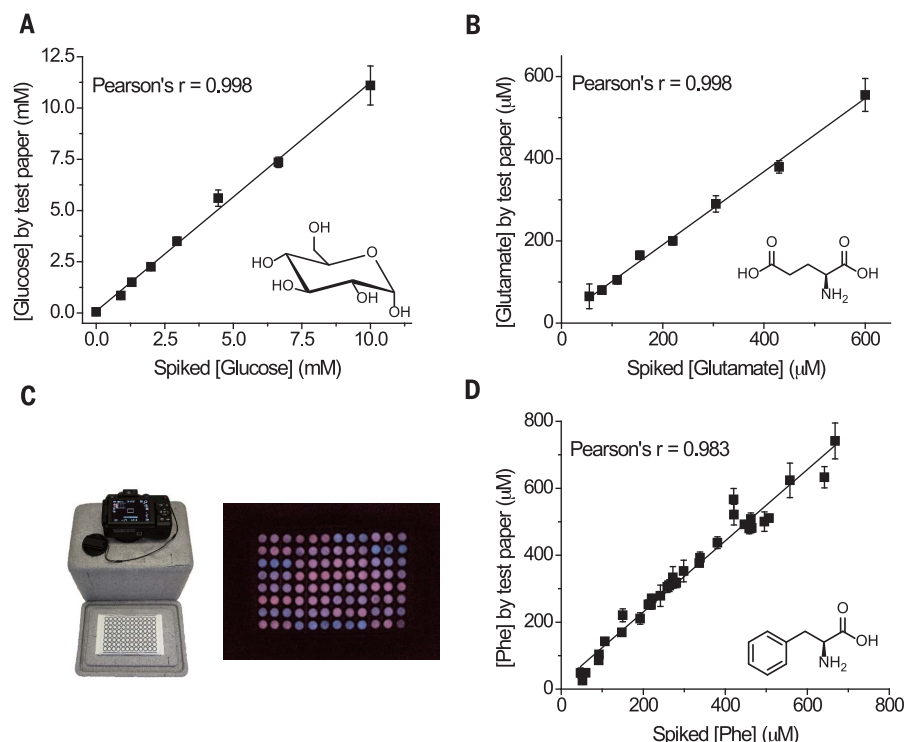 A
Pearson's r = 0.998
[Glucose] by test paper (mM)
12.5
10.0
7.5
5.0
2.5
0.0
0.0 2.5 5.0 7.5 10.0
Spiked [Glucose] (mM)
OH
O
HO
HO
OH
OH
B
Pearson's r = 0.998
[Glutamate] by test paper (µM)
600
400
200
0
0 200 400 600
Spiked [Glutamate] (µM)
O O
HO OH
NH2
C
D
Pearson's r = 0.983
[Phe] by test paper (µM)
800
600
400
200
0
0 200 400 600 800
Spiked [Phe] (µM)
O
OH
NH2